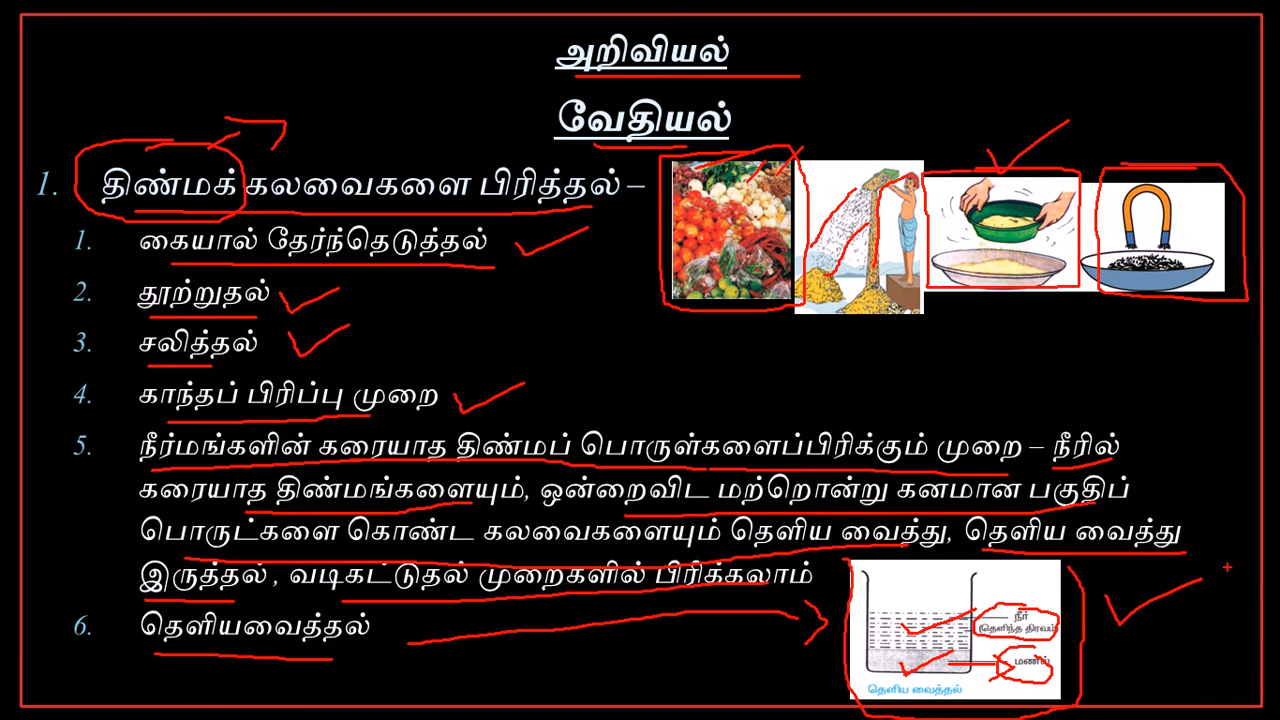 அறிவியல்
வேதியல்
1. திண்மக் கலவைகளை பிரித்தல் –
1. கையால் தேர்ந்தெடுத்தல்
2. தூற்றுதல்
3. சலித்தல்
4. காந்தப் பிரிப்பு முறை
5. நீர்மங்களின் கரையாத திண்மப் பொருள்களைப்பிரிக்கும் முறை – நீரில்
கரையாத திண்மங்களையும், ஒன்றைவிட மற்றொன்று கனமான பகுதிப்
பொருட்களை கொண்ட கலவைகளையும் தெளிய வைத்து, தெளிய வைத்து
இருத்தல் , வடிகட்டுதல் முறைகளில் பிரிக்கலாம்
6. தெளியவைத்தல்
நீர்
(தெளிந்த திரவம்)
மணல்
தெளிய வைத்தல்